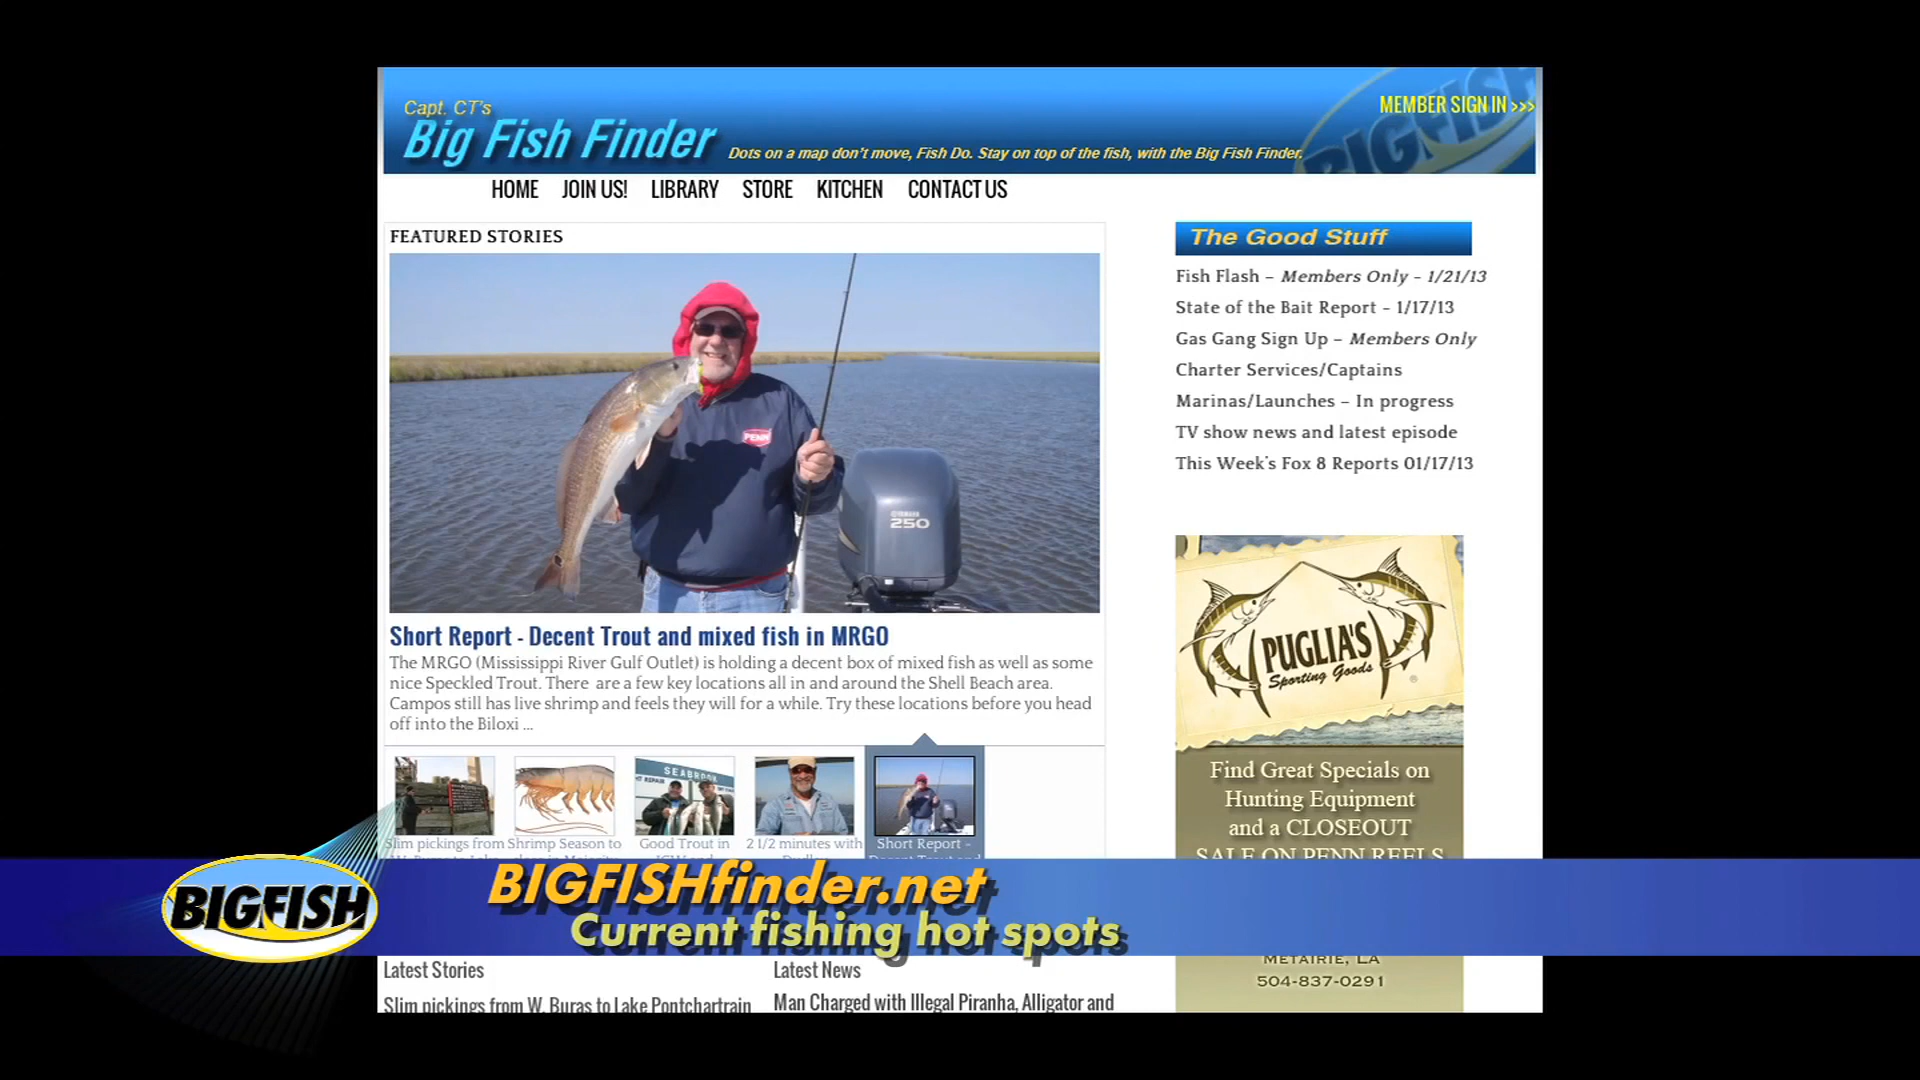 Capt. CT's
Big Fish Finder
Dots on a map don't move, Fish Do. Stay on top of the fish, with the Big Fish Finder.
MEMBER SIGN IN >>>
BIGFISH
HOME JOIN US! LIBRARY STORE KITCHEN CONTACT US
FEATURED STORIES
PENN
YAMAHA
250
Short Report - Decent Trout and mixed fish in MRGO
The MRGO (Mississippi River Gulf Outlet) is holding a decent box of mixed fish as well as some
nice Speckled Trout. There are a few key locations all in and around the Shell Beach area.
Campos still has live shrimp and feels they will for a while. Try these locations before you head
off into the Biloxi ...
SEABROOK
Slim pickings from
Shrimp Season to
Good Trout in
2 1/2 minutes with
Short Report -
The Good Stuff
Fish Flash – Members Only - 1/21/13
State of the Bait Report - 1/17/13
Gas Gang Sign Up – Members Only
Charter Services/Captains
Marinas/Launches – In progress
TV show news and latest episode
This Week's Fox 8 Reports 01/17/13
PUGLIA'S
Sporting Goods
®
Find Great Specials on
Hunting Equipment
and a CLOSEOUT
SALE ON PENN REELS
METAIRIE, LA
504-837-0291
BIGFISH
BIGFISHfinder.net
Current fishing hot spots
Latest Stories
Slim pickings from W. Buras to Lake Pontchartrain
Latest News
Man Charged with Illegal Piranha, Alligator and